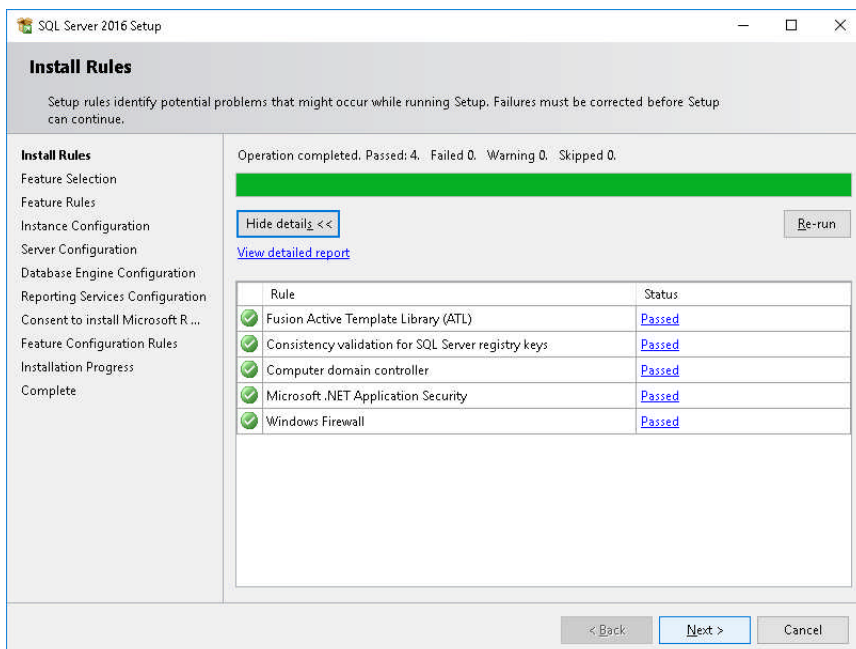 SQL Server 2016 Setup
Install Rules
Setup rules identify potential problems that might occur while running Setup. Failures must be corrected before Setup
can continue.
Install Rules
Feature Selection
Feature Rules
Instance Configuration
Server Configuration
Database Engine Configuration
Reporting Services Configuration
Consent to install Microsoft R ...
Feature Configuration Rules
Installation Progress
Complete
Operation completed. Passed: 4. Failed 0. Warning 0. Skipped 0.
Hide details <<
Re-run
View detailed report
Rule Status
Fusion Active Template Library (ATL) Passed
Consistency validation for SQL Server registry keys Passed
Computer domain controller Passed
Microsoft .NET Application Security Passed
Windows Firewall Passed
< Back Next > Cancel